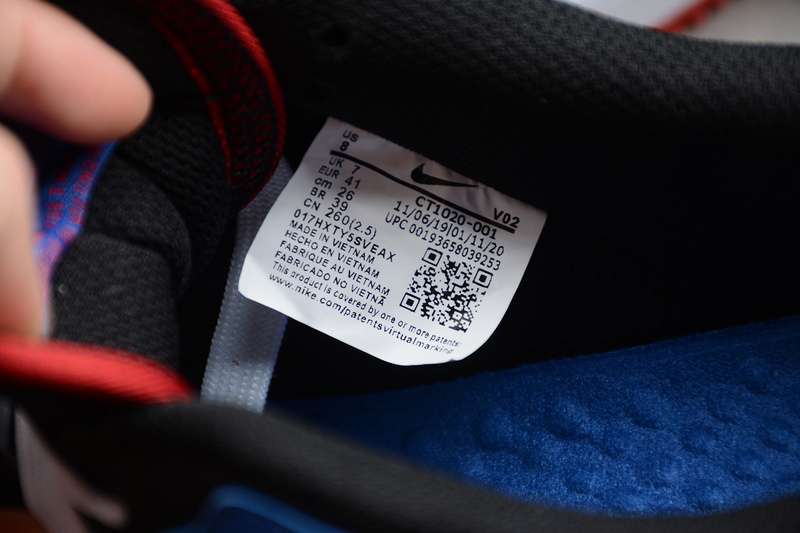 US
8
UK 7
EUR 41
cm 26
BR 39
CN 260(2.5)
017HXTY5SVEAX
MADE IN VIETNAM
HECHO EN VIETNAM
FABRIQUE AU VIETNAM
FABRICADO NO VIETNÃ
This product is covered by one or more patents
www.nike.com/patentsvirtualmarking
CT1020-001 V02
11/06/19 01/11/20
UPC 00193658039253